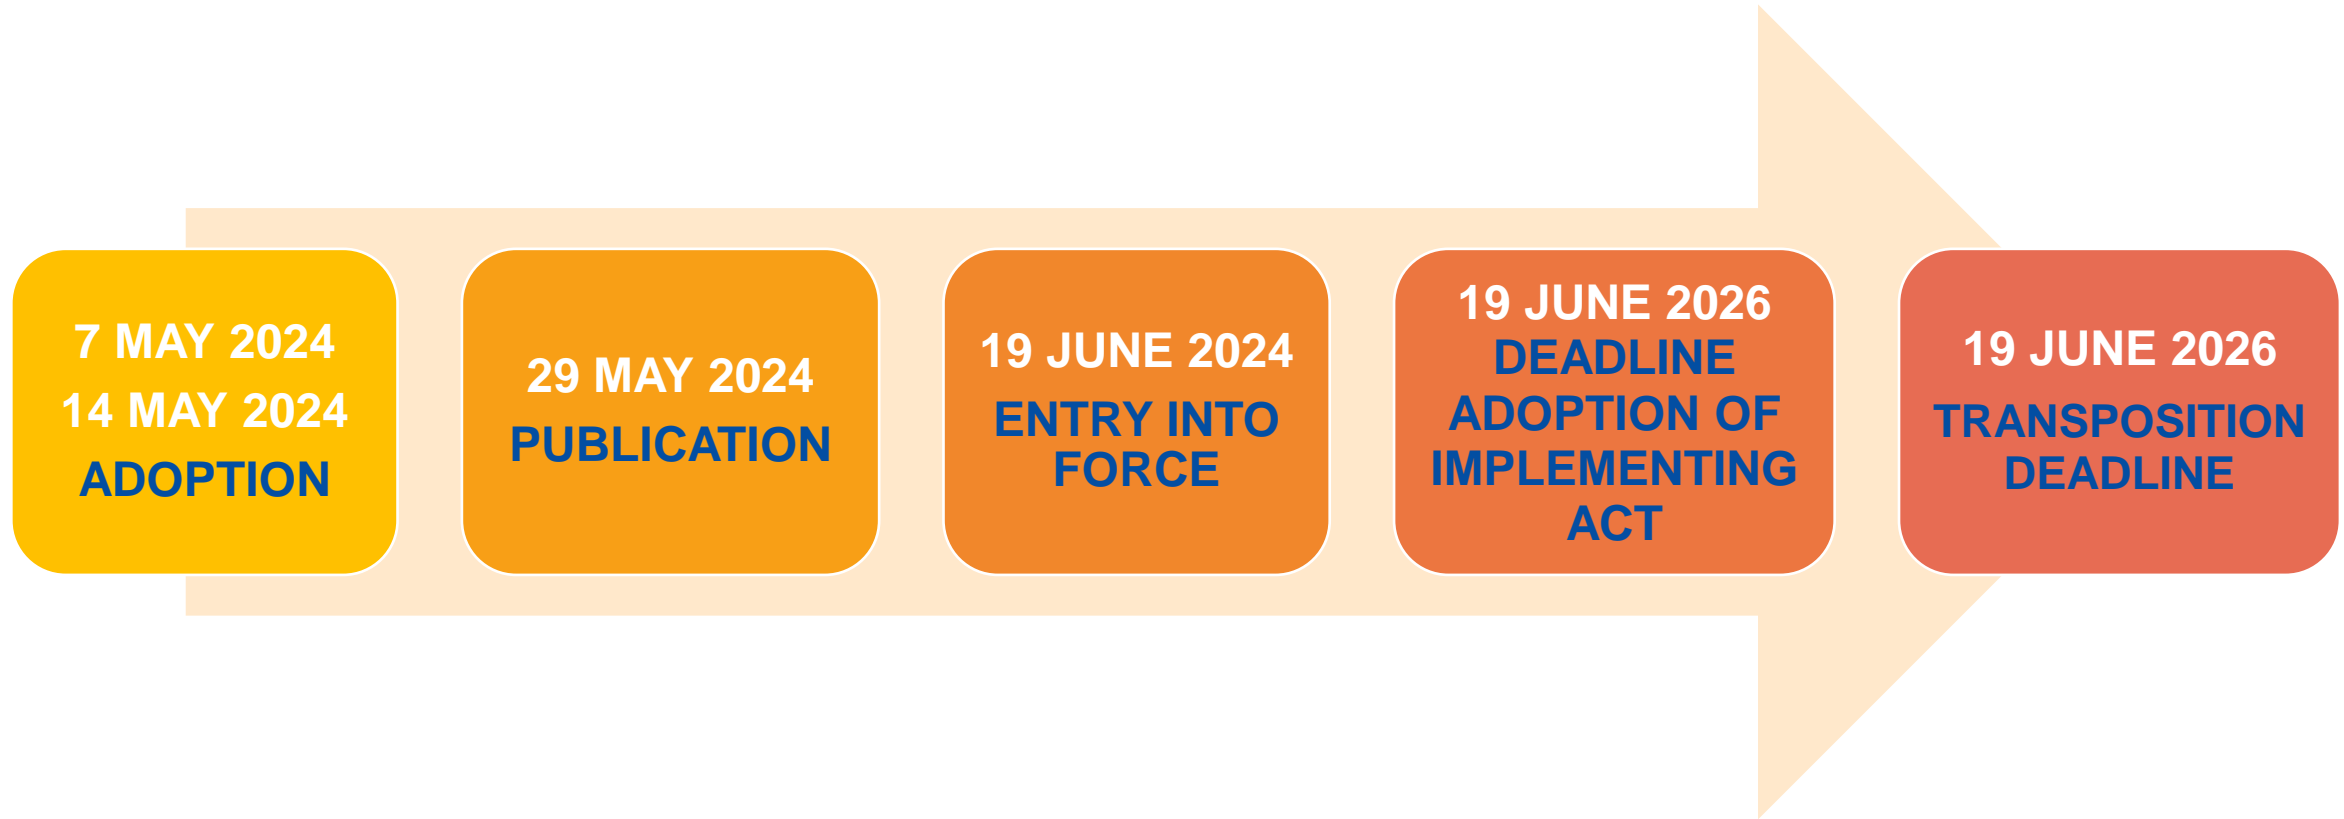 7 MAY 2024
14 MAY 2024
ADOPTION
29 MAY 2024
PUBLICATION
19 JUNE 2024
ENTRY INTO
FORCE
19 JUNE 2026
DEADLINE
ADOPTION OF
IMPLEMENTING
ACT
19 JUNE 2026
TRANSPOSITION
DEADLINE